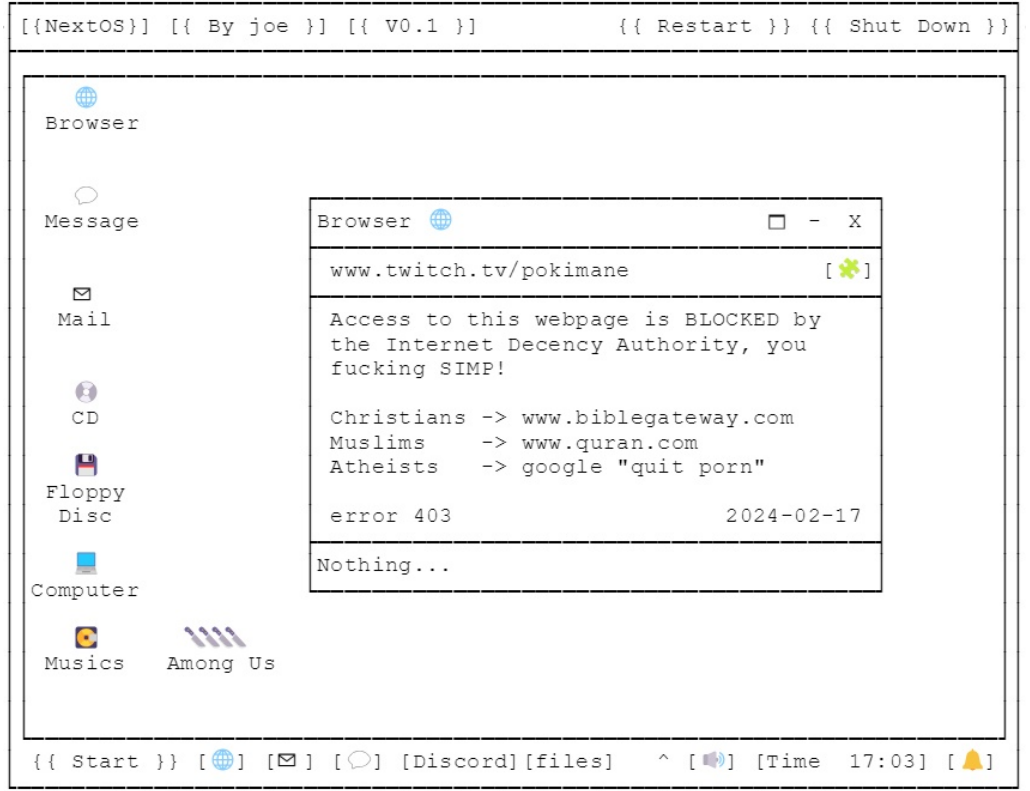 [{NextOS}] [{ By joe }] [{ V0.1 }] {{ Restart }} {{ Shut Down }}
Browser
Message
Browser 🌐 🗖 - X
www.twitch.tv/pokimane [🧩]
Mail
Access to this webpage is BLOCKED by
the Internet Decency Authority, you
fucking SIMP!
CD
Christians -> www.biblegateway.com
Muslims -> www.quran.com
Atheists -> google "quit porn"
Floppy
Disc
error 403 2024-02-17
Nothing...
Computer
Musics Among Us
{{ Start }} [🌐] [✉] [💬] [Discord][files] ^ [🔊] [Time 17:03] [🔔]